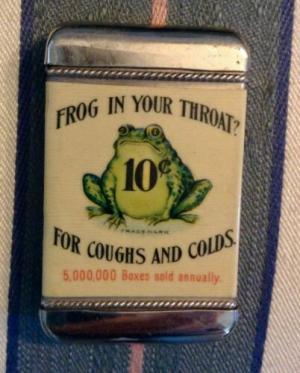 FROG IN YOUR THROAT?
10¢
TRADE MARK
FOR COUGHS AND COLDS.
5,000,000 Boxes sold annually.